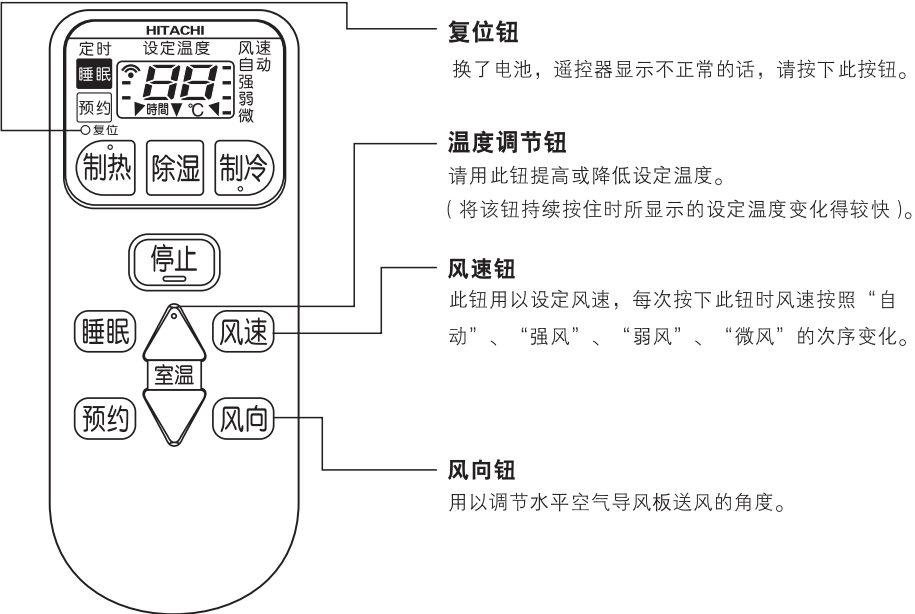 HITACHI
定时 设定温度 风速
睡眠
自动
强
弱
微
预约
時間 ℃
复位
制热 除湿 制冷
停止
睡眠 风速
室温
预约 风向
复位钮
换了电池，遥控器显示不正常的话，请按下此按钮。
温度调节钮
请用此钮提高或降低设定温度。
（将该钮持续按住时所显示的设定温度变化得较快）。
风速钮
此钮用以设定风速，每次按下此钮时风速按照“自
动”、“强风”、“弱风”、“微风”的次序变化。
风向钮
用以调节水平空气导风板送风的角度。